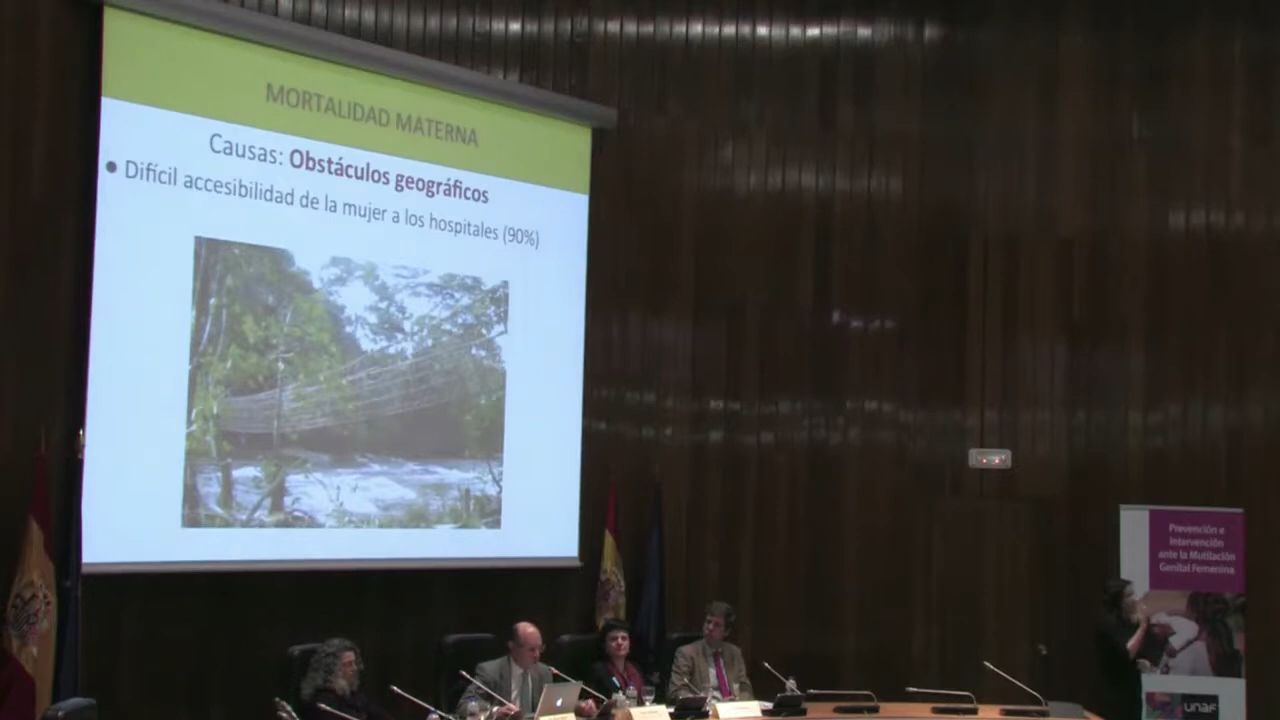 MORTALIDAD MATERNA
Causas: Obstáculos geográficos
• Difícil accesibilidad de la mujer a los hospitales (90%)
Prevención e
Intervención
ante la Mutilación
Genital Femenina
unaf